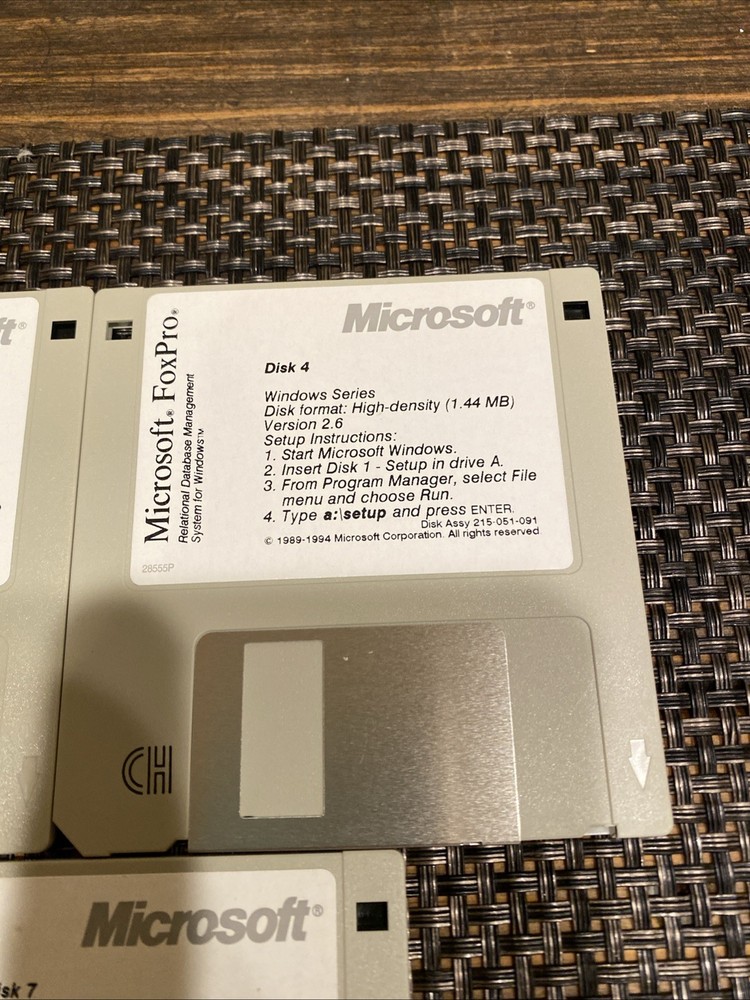 Microsoft®
Microsoft® FoxPro®
Relational Database Management
System for Windows™
Disk 4
Windows Series
Disk format: High-density (1.44 MB)
Version 2.6
Setup Instructions:
1. Start Microsoft Windows.
2. Insert Disk 1 - Setup in drive A.
3. From Program Manager, select File
menu and choose Run.
4. Type a:\setup and press ENTER.
Disk Assy 215-051-091
© 1989-1994 Microsoft Corporation. All rights reserved.
28555P
CH
ft®
Microsoft®
sk 7